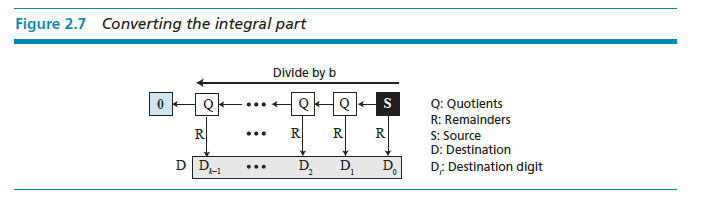 Figure 2.7 Converting the integral part
Divide by b
0 Q ••• Q Q S
R ••• R R R
D Dₖ₋₁ ••• D₂ D₁ D₀
Q: Quotients
R: Remainders
S: Source
D: Destination
Dᵢ: Destination digit